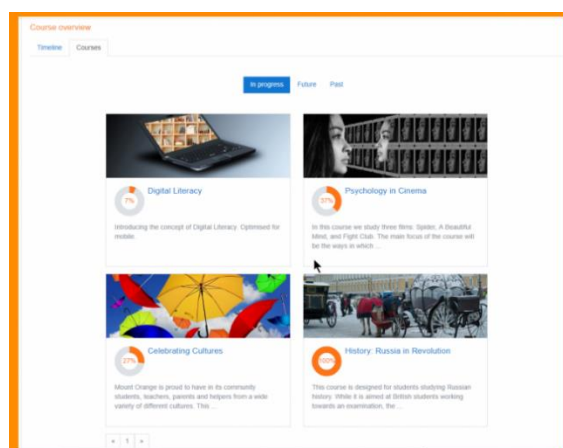 Course overview
Timeline Courses
In progress Future Past
7% Digital Literacy
Introducing the concept of Digital Literacy. Optimised for
mobile.
Psychology in Cinema
In this course we study three films: Spider, A Beautiful
Mind, and Fight Club. The main focus of the course will
be the ways in which ...
27% Celebrating Cultures
Mount Orange is proud to have in its community
students, teachers, parents and helpers from a wide
variety of different cultures. This ...
100% History: Russia in Revolution
This course is designed for students studying Russian
history. While it is aimed at British students working
towards an examination, the ...
« 1 »